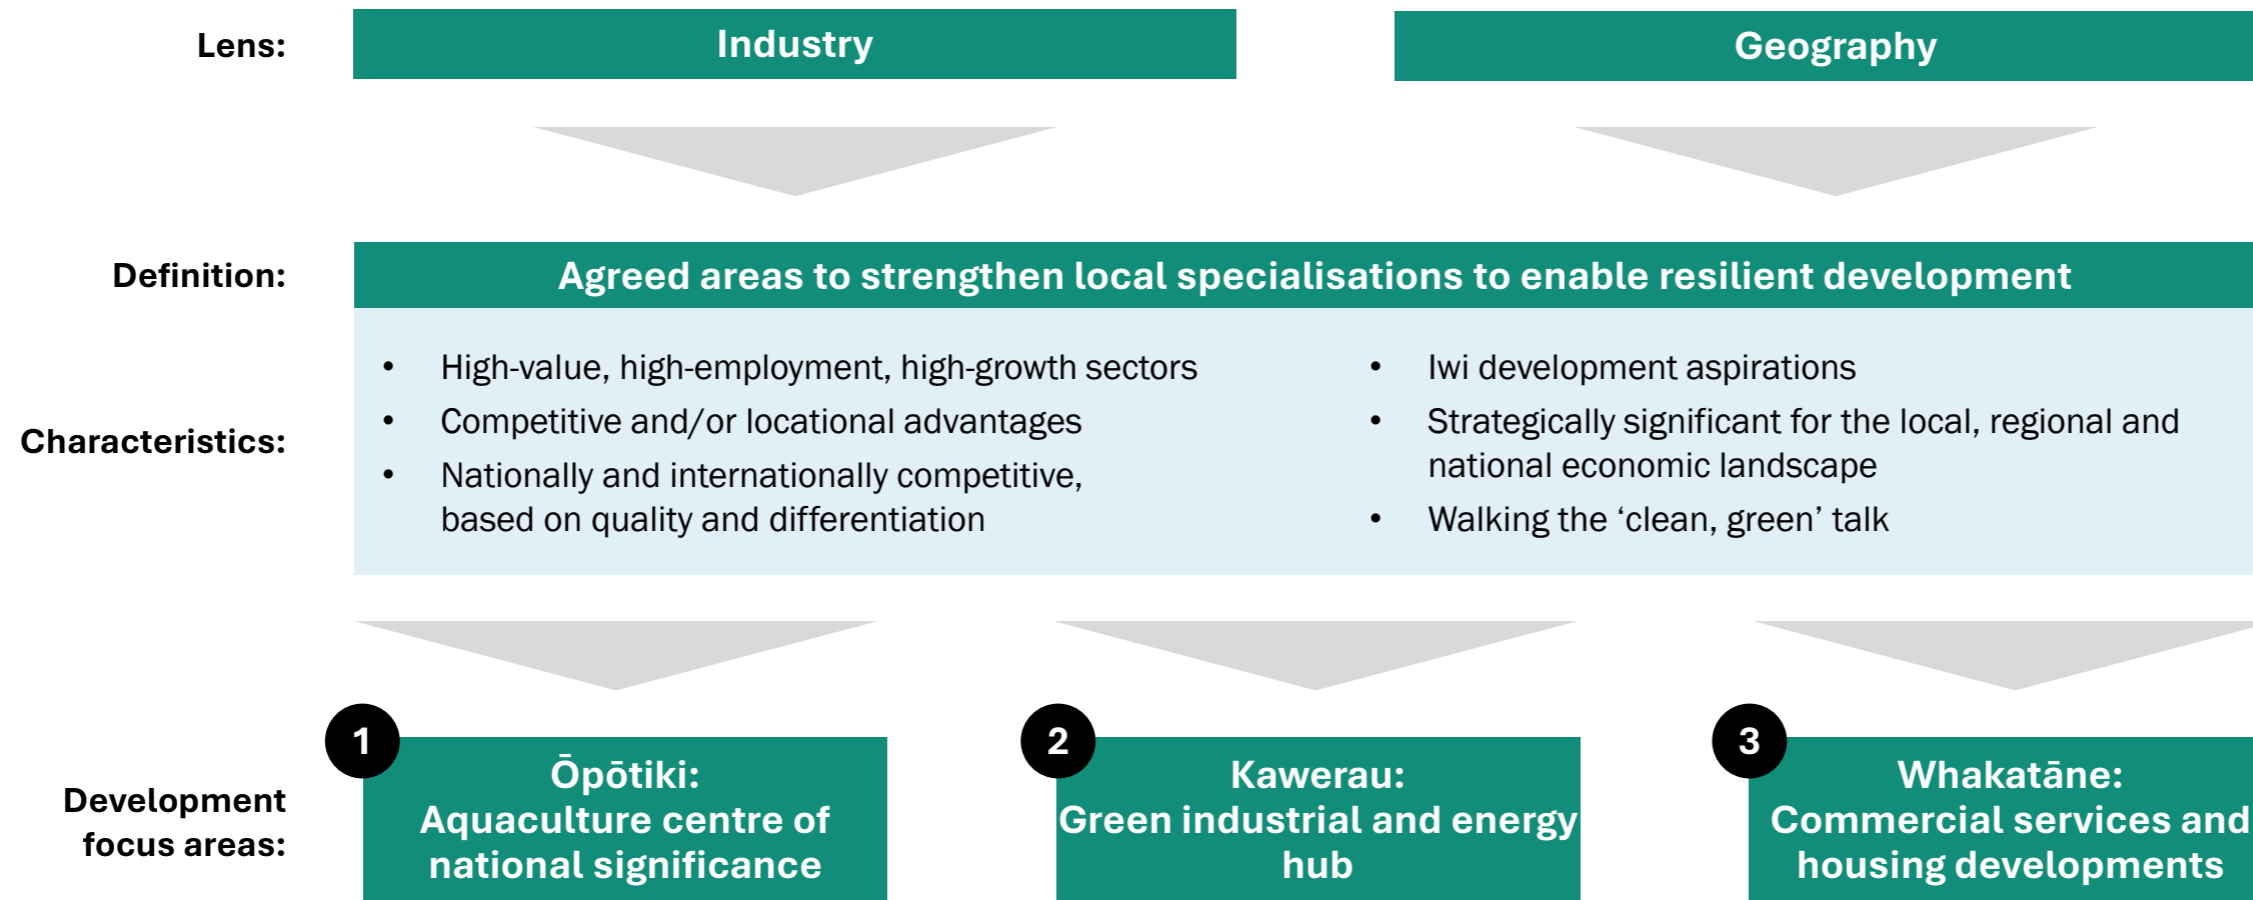 Lens:
Industry
Geography
Definition:
Agreed areas to strengthen local specialisations to enable resilient development
Characteristics:
• High-value, high-employment, high-growth sectors
• Competitive and/or locational advantages
• Nationally and internationally competitive,
based on quality and differentiation
• Iwi development aspirations
• Strategically significant for the local, regional and
national economic landscape
• Walking the ‘clean, green’ talk
Development
focus areas:
1
Ōpōtiki:
Aquaculture centre of
national significance
2
Kawerau:
Green industrial and energy
hub
3
Whakatāne:
Commercial services and
housing developments